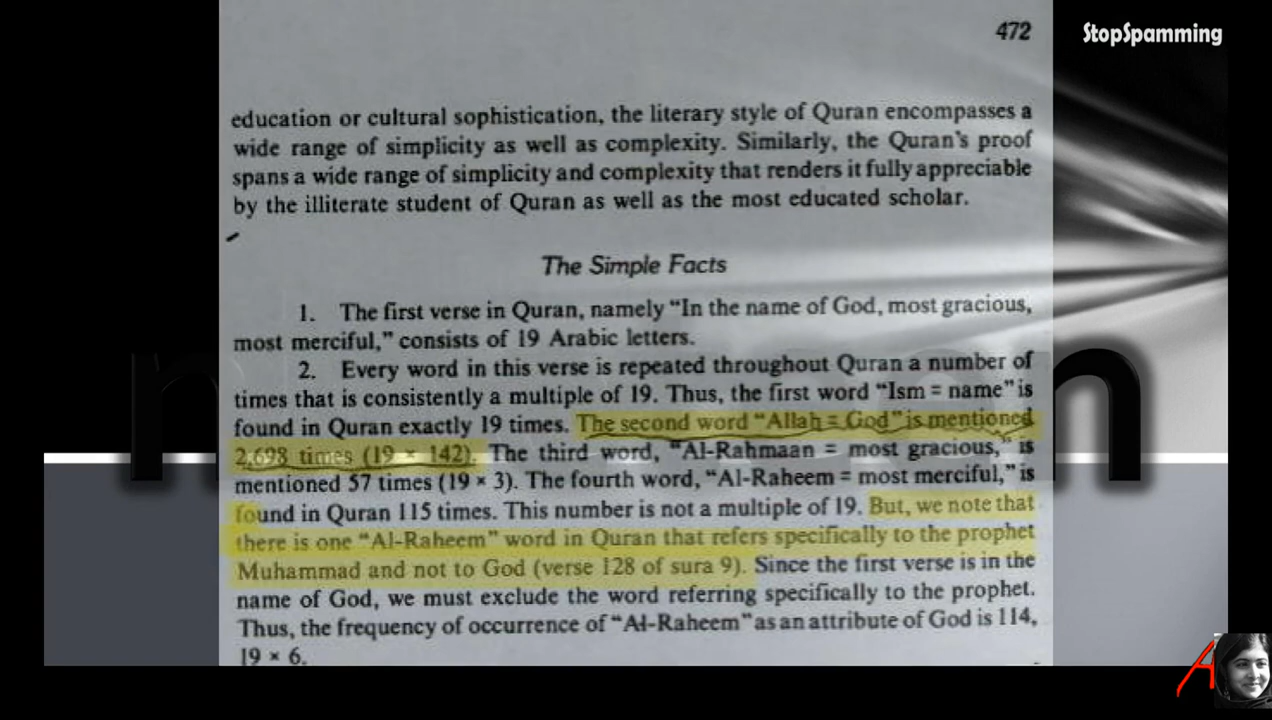 472
StopSpamming
education or cultural sophistication, the literary style of Quran encompasses a
wide range of simplicity as well as complexity. Similarly, the Quran's proof
spans a wide range of simplicity and complexity that renders it fully appreciable
by the illiterate student of Quran as well as the most educated scholar.
The Simple Facts
1. The first verse in Quran, namely "In the name of God, most gracious,
most merciful," consists of 19 Arabic letters.
2. Every word in this verse is repeated throughout Quran a number of
times that is consistently a multiple of 19. Thus, the first word "Ism = name" is
found in Quran exactly 19 times. The second word "Allah = God" is mentioned
2,698 times (19 × 142). The third word, "Al-Rahmaan = most gracious," is
mentioned 57 times (19 × 3). The fourth word, "Al-Raheem = most merciful," is
found in Quran 115 times. This number is not a multiple of 19. But, we note that
there is one "Al-Raheem" word in Quran that refers specifically to the prophet
Muhammad and not to God (verse 128 of sura 9). Since the first verse is in the
name of God, we must exclude the word referring specifically to the prophet.
Thus, the frequency of occurrence of "Al-Raheem" as an attribute of God is 114,
19 × 6.
A